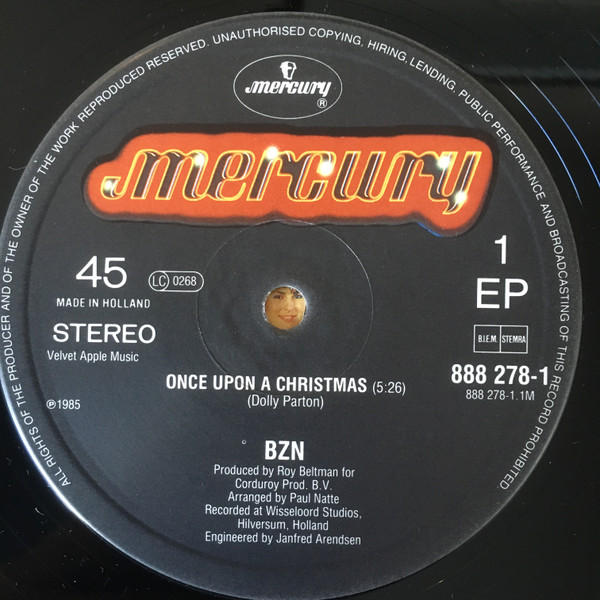 ALL RIGHTS OF THE PRODUCER AND OF THE OWNER OF THE WORK REPRODUCED RESERVED. UNAUTHORISED COPYING, HIRING, LENDING, PUBLIC PERFORMANCE AND BROADCASTING OF THIS RECORD PROHIBITED.
mercury
®
mercury
45
LC 0268
MADE IN HOLLAND
STEREO
Velvet Apple Music
1
EP
B.I.E.M. STEMRA
888 278-1
888 278-1.1M
ONCE UPON A CHRISTMAS (5:26)
(Dolly Parton)
℗1985
BZN
Produced by Roy Beltman for
Corduroy Prod. B.V.
Arranged by Paul Natte
Recorded at Wisseloord Studios,
Hilversum, Holland
Engineered by Janfred Arendsen